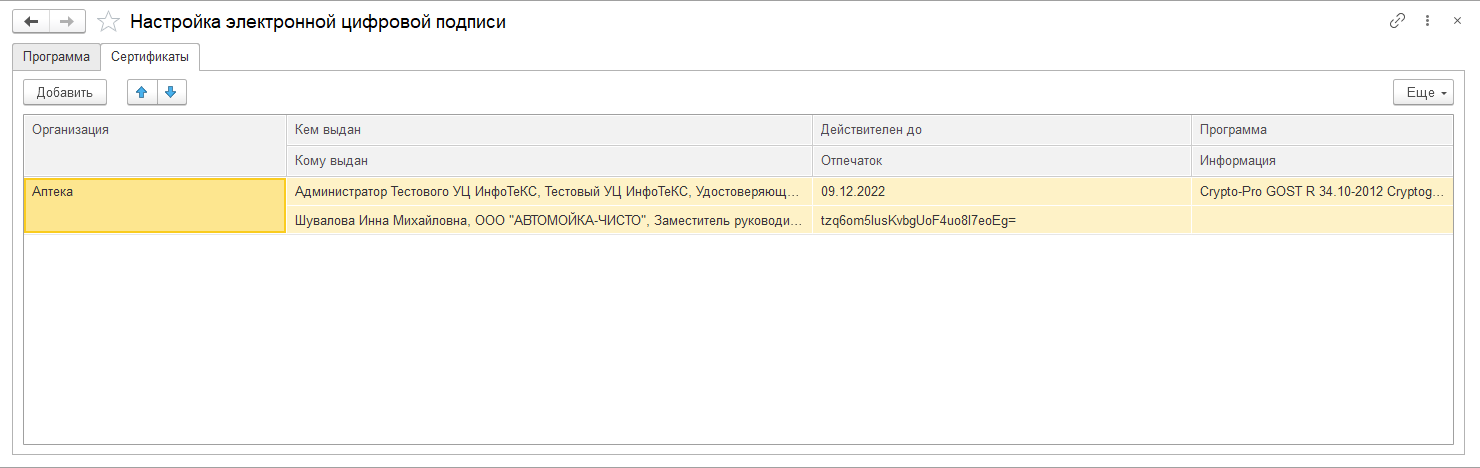 Настройка электронной цифровой подписи
Программа Сертификаты
Добавить Еще
Организация Кем выдан Действителен до Программа
Кому выдан Отпечаток Информация
Аптека Администратор Тестового УЦ ИнфоТеКС, Тестовый УЦ ИнфоТеКС, Удостоверяющ... 09.12.2022 Crypto-Pro GOST R 34.10-2012 Cryptog...
Шувалова Инна Михайловна, ООО "АВТОМОЙКА-ЧИСТО", Заместитель руководи... tzq6om5lusKvbgUoF4uo8l7eoEg=